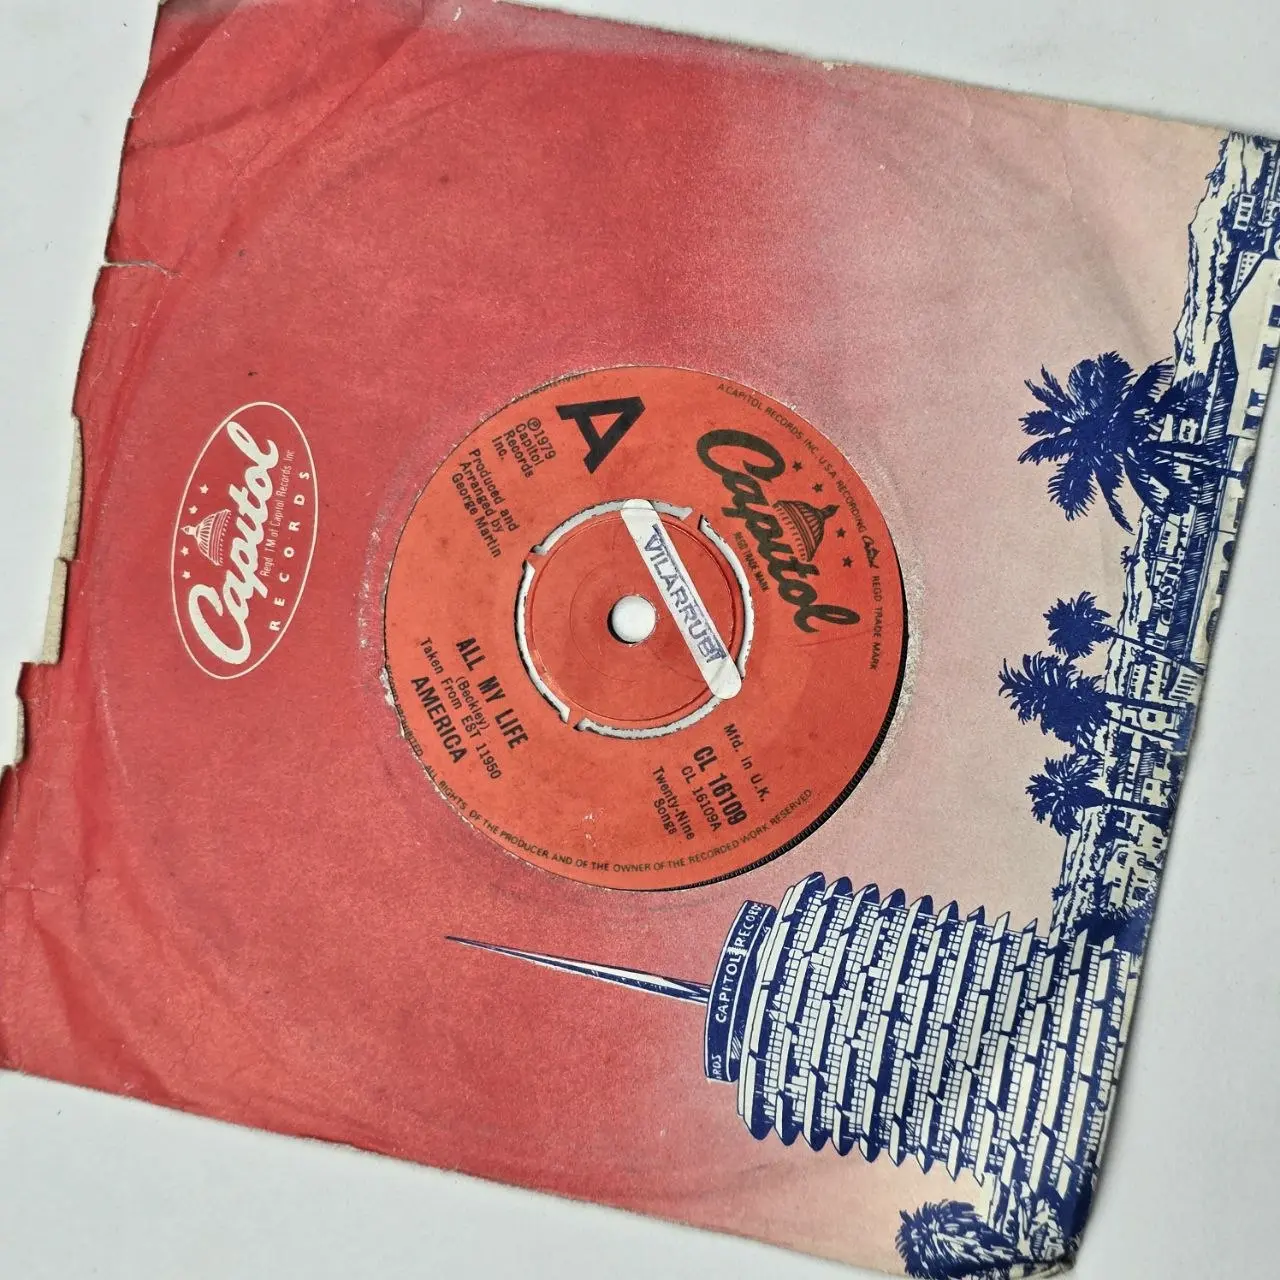 Capitol
Regd TM of Capitol Records Inc
RECORDS
A CAPITOL RECORDS INC. U.S.A. RECORDING Capitol REGD TRADE MARK
Capitol
REGD TRADE MARK
A
℗1979
Capitol
Records
Inc.
Produced and
Arranged by
George Martin
VILARRUBI
Mfd. in U.K.
CL 16109
CL 16109A
Twenty-Nine
Songs
ALL MY LIFE
(Beckley)
Taken From EST 11950
AMERICA
ALL RIGHTS OF THE PRODUCER AND OF THE OWNER OF THE RECORDED WORK RESERVED
CAPITOL RECORDS
RDS